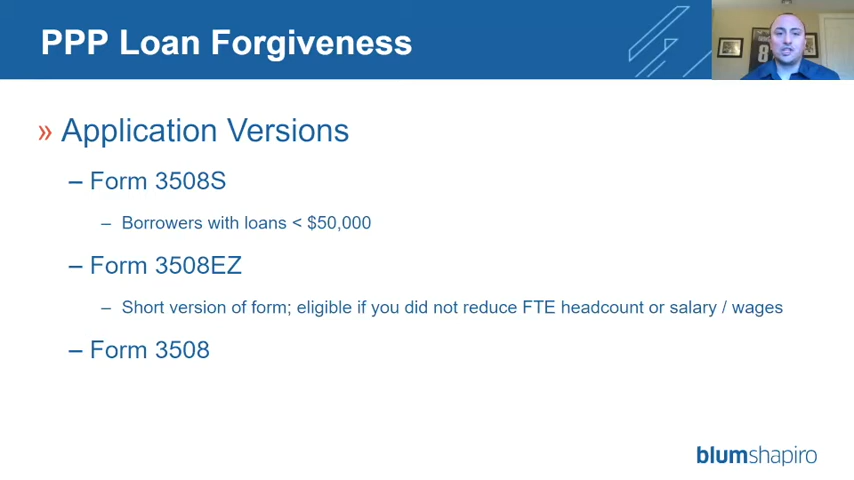 PPP Loan Forgiveness
» Application Versions
– Form 3508S
– Borrowers with loans < $50,000
– Form 3508EZ
– Short version of form; eligible if you did not reduce FTE headcount or salary / wages
– Form 3508
blumshapiro